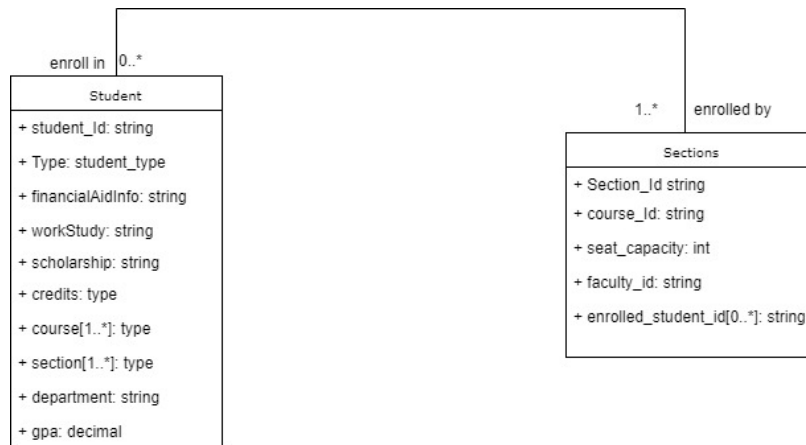 enroll in 0..*
Student
+ student_Id: string
+ Type: student_type
+ financialAidInfo: string
+ workStudy: string
+ scholarship: string
+ credits: type
+ course[1..*]: type
+ section[1..*]: type
+ department: string
+ gpa: decimal
1..* enrolled by
Sections
+ Section_Id string
+ course_Id: string
+ seat_capacity: int
+ faculty_id: string
+ enrolled_student_id[0..*]: string